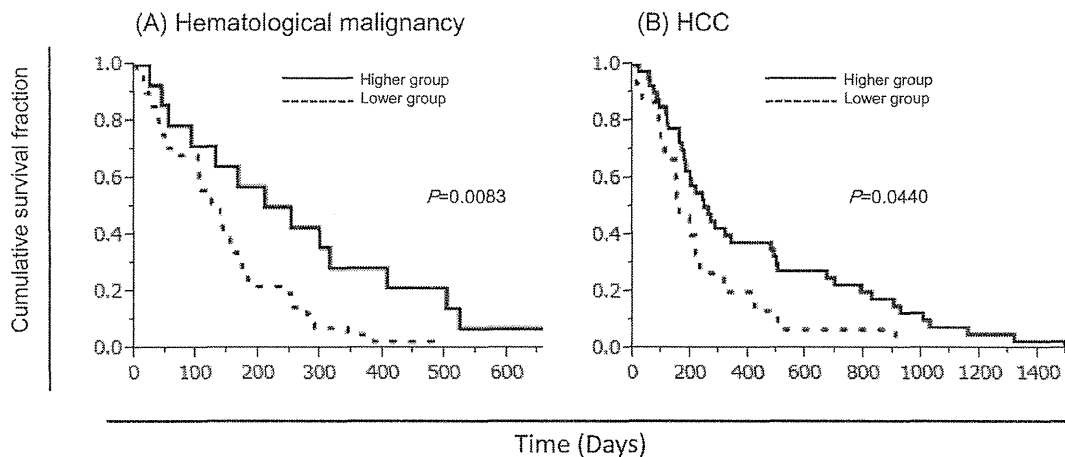 (A) Hematological malignancy
(B) HCC
Cumulative survival fraction
1.0
0.8
0.6
0.4
0.2
0.0
Higher group
Lower group
P=0.0083
0 100 200 300 400 500 600
1.0
0.8
0.6
0.4
0.2
0.0
Higher group
Lower group
P=0.0440
0 200 400 600 800 1000 1200 1400
Time (Days)